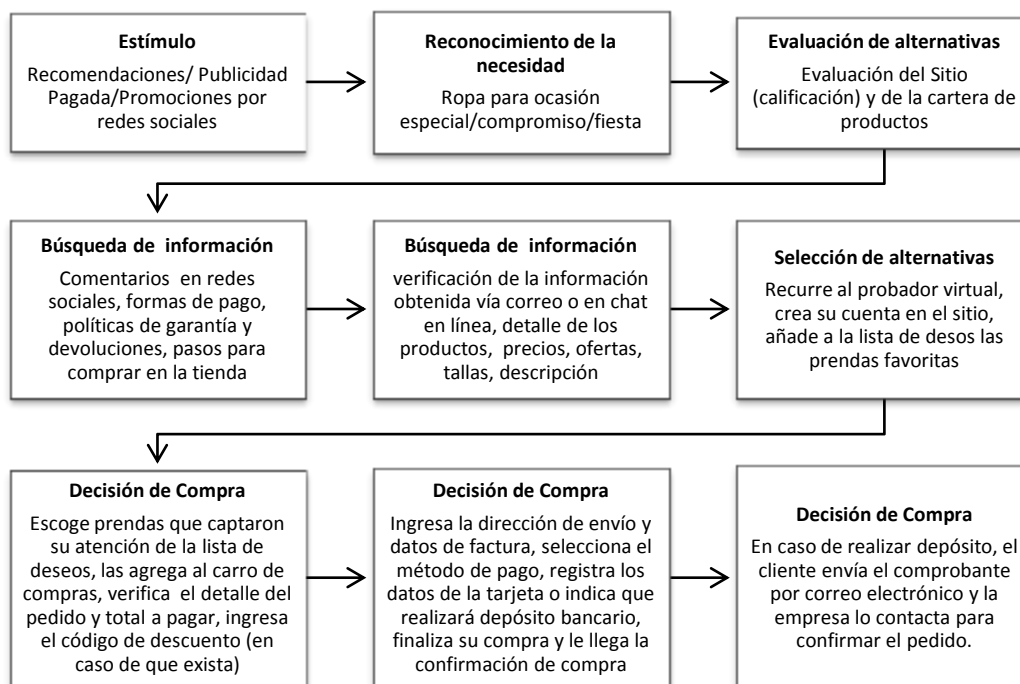 Estímulo
Recomendaciones/ Publicidad
Pagada/Promociones por
redes sociales
Reconocimiento de la
necesidad
Ropa para ocasión
especial/compromiso/fiesta
Evaluación de alternativas
Evaluación del Sitio
(calificación) y de la cartera de
productos
Búsqueda de información
Comentarios en redes
sociales, formas de pago,
políticas de garantía y
devoluciones, pasos para
comprar en la tienda
Búsqueda de información
verificación de la información
obtenida vía correo o en chat
en línea, detalle de los
productos, precios, ofertas,
tallas, descripción
Selección de alternativas
Recurre al probador virtual,
crea su cuenta en el sitio,
añade a la lista de desos las
prendas favoritas
Decisión de Compra
Escoge prendas que captaron
su atención de la lista de
deseos, las agrega al carro de
compras, verifica el detalle del
pedido y total a pagar, ingresa
el código de descuento (en
caso de que exista)
Decisión de Compra
Ingresa la dirección de envío y
datos de factura, selecciona el
método de pago, registra los
datos de la tarjeta o indica que
realizará depósito bancario,
finaliza su compra y le llega la
confirmación de compra
Decisión de Compra
En caso de realizar depósito, el
cliente envía el comprobante
por correo electrónico y la
empresa lo contacta para
confirmar el pedido.